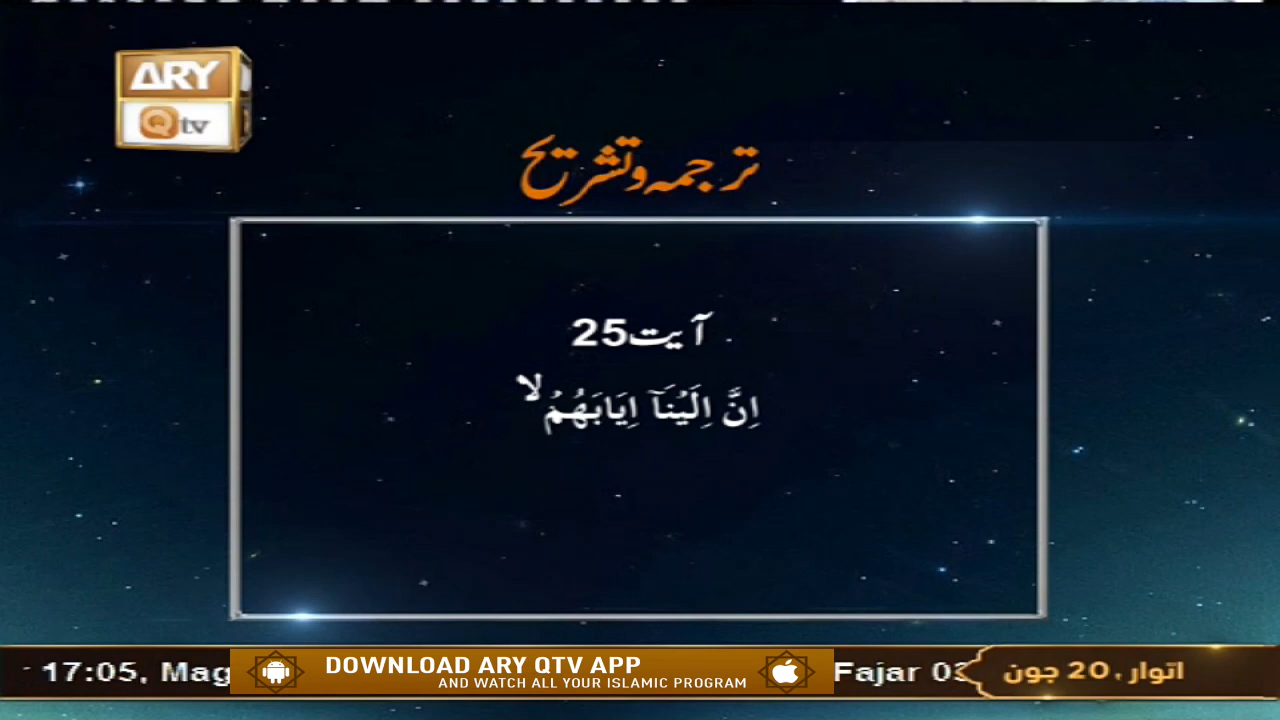 ARY
Qtv
ترجمہ وتشریح
آیت25
اِنَّ اِلَیْنَاۤ اِیَابَهُمْ ۙ
17:05, Mag
DOWNLOAD ARY QTV APP
AND WATCH ALL YOUR ISLAMIC PROGRAM
Fajar
اتوار, 20 جون